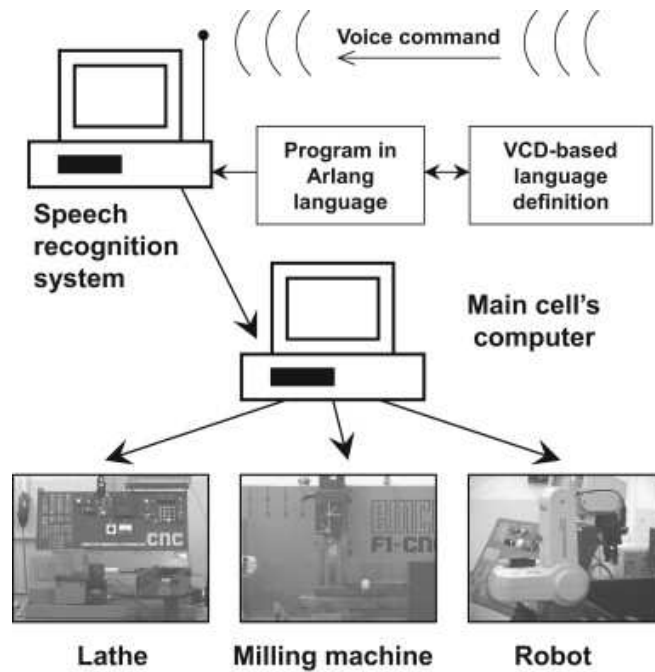 Voice command
Program in
Arlang
language
VCD-based
language
definition
Speech
recognition
system
Main cell's
computer
CNC
EMCO
F1-CNC
Lathe
Milling machine
Robot